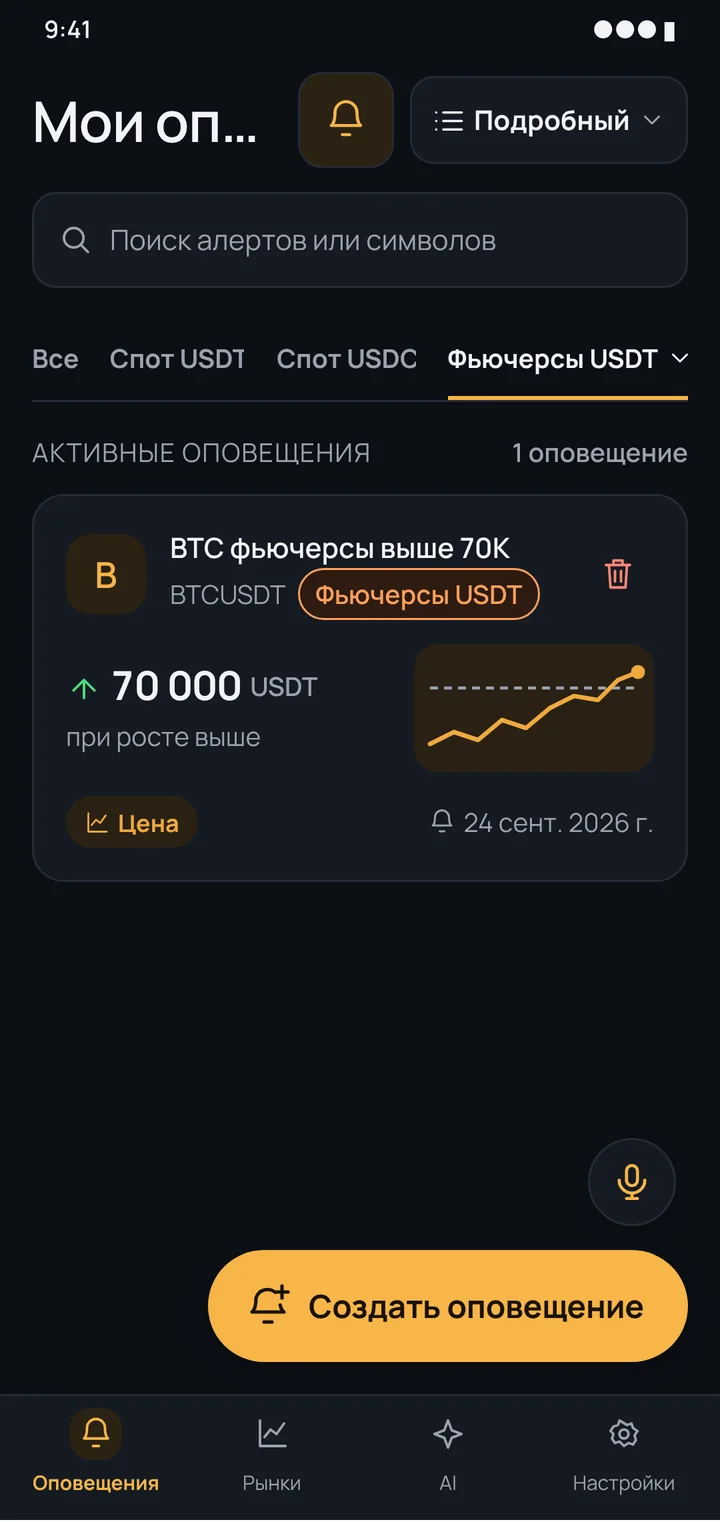 9:41
Мои оп...
Подробный
Поиск алертов или символов
Все Спот USDT Спот USDC Фьючерсы USDT
АКТИВНЫЕ ОПОВЕЩЕНИЯ 1 оповещение
B
BTC фьючерсы выше 70K
BTCUSDT Фьючерсы USDT
70 000 USDT
при росте выше
Цена
24 сент. 2026 г.
Создать оповещение
Оповещения Рынки AI Настройки